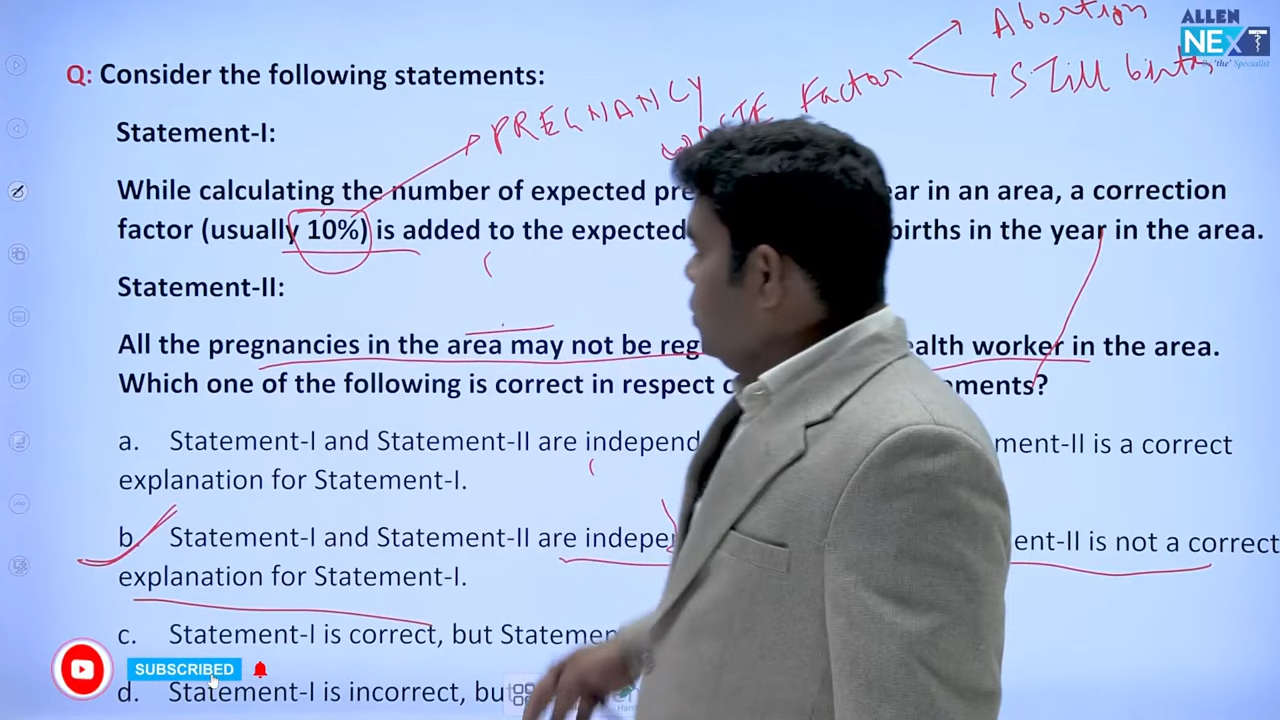 Abortion
ALLEN
NEXT
'the' Specialist
Q: Consider the following statements:
Still birth
PREGNANCY
Factor
Statement-I:
While calculating the number of expected pre ar in an area, a correction
factor (usually 10%) is added to the expected births in the year in the area.
Statement-II:
All the pregnancies in the area may not be reg ealth worker in the area.
Which one of the following is correct in respect o ments?
a. Statement-I and Statement-II are independ ment-II is a correct
explanation for Statement-I.
b. Statement-I and Statement-II are indepe ent-II is not a correct
explanation for Statement-I.
c. Statement-I is correct, but Statemen
SUBSCRIBED
d. Statement-I is incorrect, bu